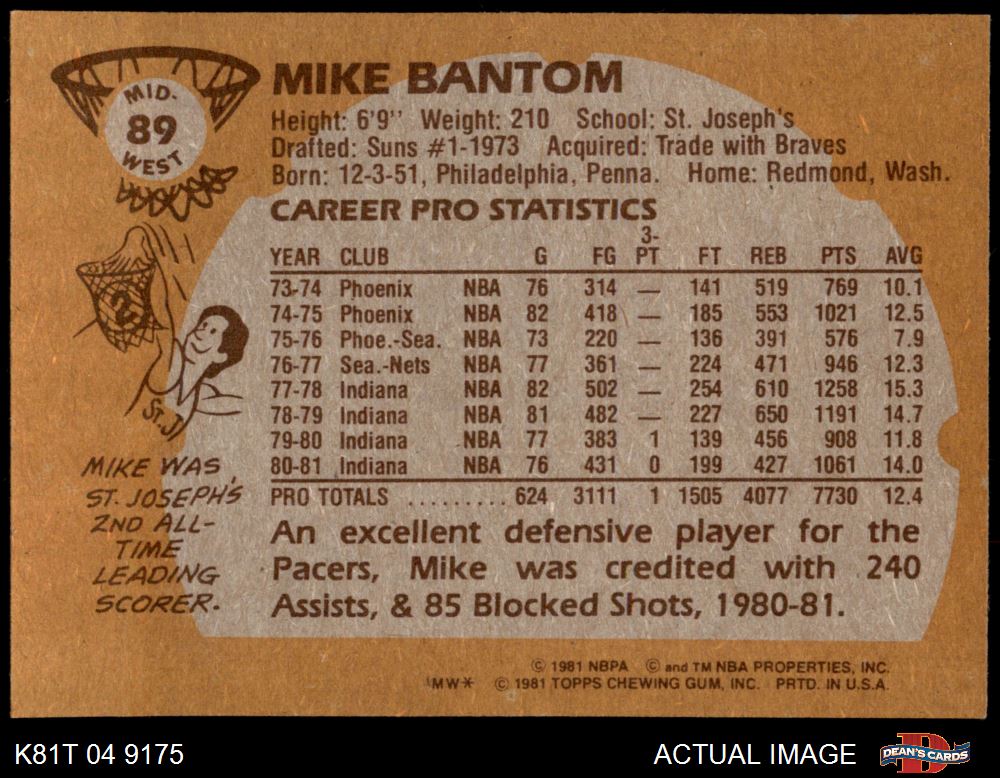 MID-
89
WEST
MIKE BANTOM
Height: 6'9" Weight: 210 School: St. Joseph's
Drafted: Suns #1-1973 Acquired: Trade with Braves
Born: 12-3-51, Philadelphia, Penna. Home: Redmond, Wash.
CAREER PRO STATISTICS
YEAR CLUB G FG 3-PT FT REB PTS AVG
73-74 Phoenix NBA 76 314 — 141 519 769 10.1
74-75 Phoenix NBA 82 418 — 185 553 1021 12.5
75-76 Phoe.-Sea. NBA 73 220 — 136 391 576 7.9
76-77 Sea.-Nets NBA 77 361 — 224 471 946 12.3
77-78 Indiana NBA 82 502 — 254 610 1258 15.3
78-79 Indiana NBA 81 482 — 227 650 1191 14.7
79-80 Indiana NBA 77 383 1 139 456 908 11.8
80-81 Indiana NBA 76 431 0 199 427 1061 14.0
PRO TOTALS ......... 624 3111 1 1505 4077 7730 12.4
An excellent defensive player for the
Pacers, Mike was credited with 240
Assists, & 85 Blocked Shots, 1980-81.
2
ST. J
MIKE WAS
ST. JOSEPH'S
2ND ALL-
TIME
LEADING
SCORER.
© 1981 NBPA © and TM NBA PROPERTIES, INC.
MW* © 1981 TOPPS CHEWING GUM, INC. PRTD. IN U.S.A.
K81T 04 9175
ACTUAL IMAGE
DEAN'S CARDS